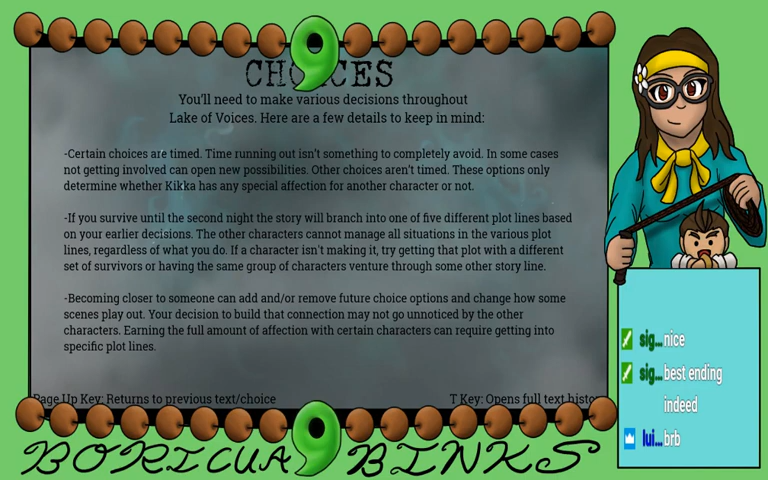 CHOICES
You'll need to make various decisions throughout
Lake of Voices. Here are a few details to keep in mind:
-Certain choices are timed. Time running out isn't something to completely avoid. In some cases
not getting involved can open new possibilities. Other choices aren't timed. These options only
determine whether Kikka has any special affection for another character or not.
-If you survive until the second night the story will branch into one of five different plot lines based
on your earlier decisions. The other characters cannot manage all situations in the various plot
lines, regardless of what you do. If a character isn't making it, try getting that plot with a different
set of survivors or having the same group of characters venture through some other story line.
-Becoming closer to someone can add and/or remove future choice options and change how some
scenes play out. Your decision to build that connection may not go unnoticed by the other
characters. Earning the full amount of affection with certain characters can require getting into
specific plot lines.
Page Up Key: Returns to previous text/choice
T Key: Opens full text histo
BORICUA BINKS
sig... nice
sig... best ending
indeed
lui... brb